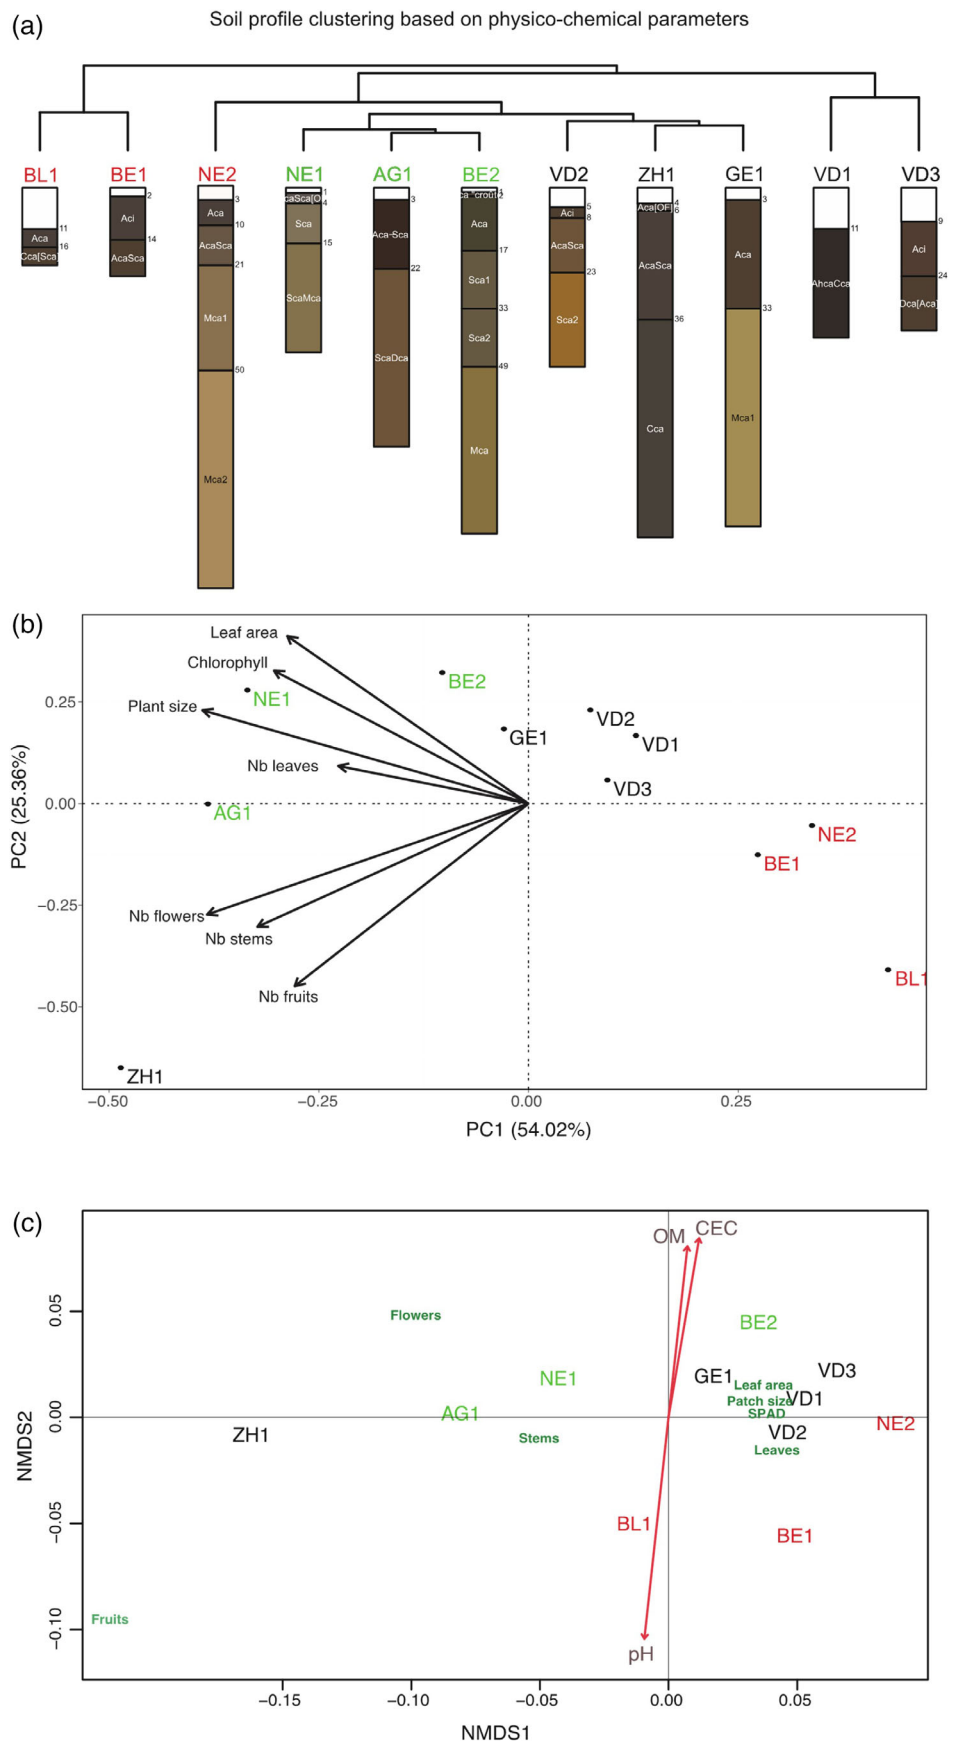 (a)
Soil profile clustering based on physico-chemical parameters
BL1 BE1 NE2 NE1 AG1 BE2 VD2 ZH1 GE1 VD1 VD3
11
Aca
16
Cca[Sca]
2
Aci
14
AcaSca
3
Aca
10
AcaSca
21
Mca1
50
Mca2
1
4
Sca
15
ScaMca
3
Aca-Sca
22
ScaDca
1
2
Aca
17
Sca1
33
Sca2
49
Mca
5
Aci
8
AcaSca
23
Sca2
4
Aca[OF]
6
AcaSca
36
Cca
3
Aca
33
Mca1
11
AhcaCca
9
Aci
24
Dca[Aca]
(b)
Leaf area
Chlorophyll
Plant size
Nb leaves
Nb flowers
Nb stems
Nb fruits
NE1
BE2
GE1
VD2
VD1
VD3
AG1
NE2
BE1
BL1
ZH1
0.25
0.00
−0.25
−0.50
PC2 (25.36%)
−0.50 −0.25 0.00 0.25
PC1 (54.02%)
(c)
OM
CEC
Flowers
BE2
NE1
GE1
VD3
Leaf area
Patch size
VD1
SPAD
AG1
NE2
ZH1
Stems
VD2
Leaves
BL1
BE1
Fruits
pH
0.05
0.00
−0.05
−0.10
NMDS2
−0.15 −0.10 −0.05 0.00 0.05
NMDS1